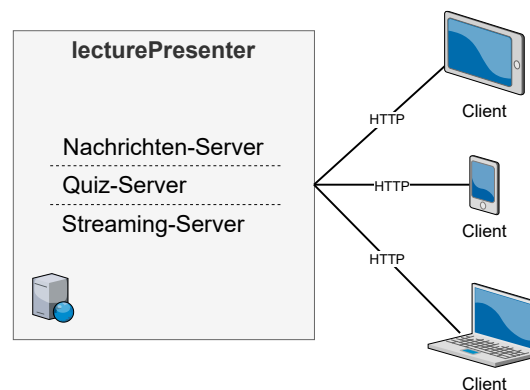 lecturePresenter
Nachrichten-Server
Quiz-Server
Streaming-Server
HTTP
Client
HTTP
Client
HTTP
Client